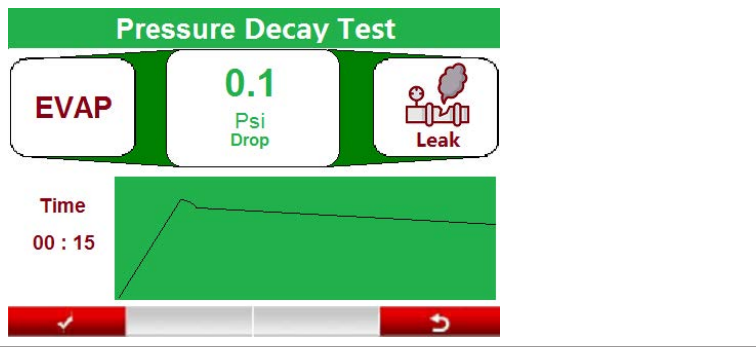 Pressure Decay Test
EVAP
0.1
Psi
Drop
Leak
Time
00 : 15